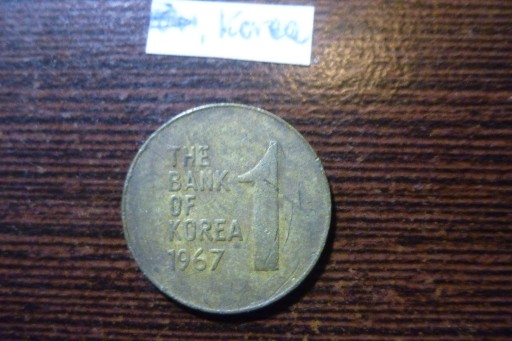 , Korea
THE
BANK
OF
KOREA
1967
1